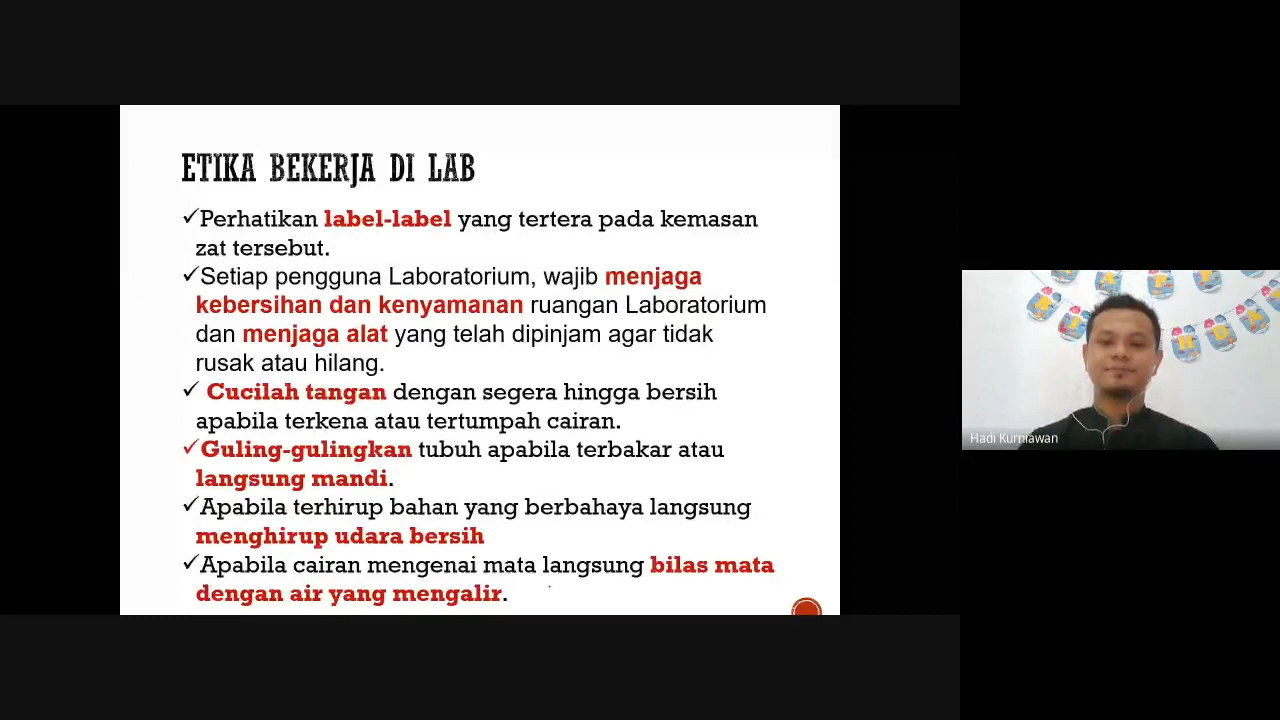 ETIKA BEKERJA DI LAB
✓Perhatikan label-label yang tertera pada kemasan
zat tersebut.
✓Setiap pengguna Laboratorium, wajib menjaga
kebersihan dan kenyamanan ruangan Laboratorium
dan menjaga alat yang telah dipinjam agar tidak
rusak atau hilang.
✓ Cucilah tangan dengan segera hingga bersih
apabila terkena atau tertumpah cairan.
✓Guling-gulingkan tubuh apabila terbakar atau
langsung mandi.
✓Apabila terhirup bahan yang berbahaya langsung
menghirup udara bersih
✓Apabila cairan mengenai mata langsung bilas mata
dengan air yang mengalir.
Hadi Kurniawan